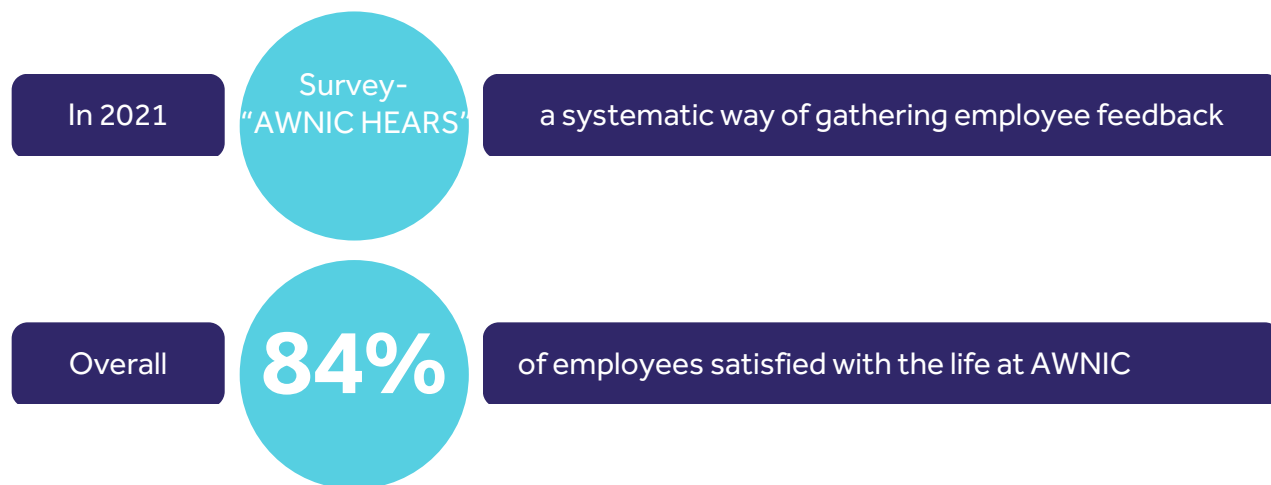 In 2021
Survey-
“AWNIC HEARS”
a systematic way of gathering employee feedback
Overall
84%
of employees satisfied with the life at AWNIC